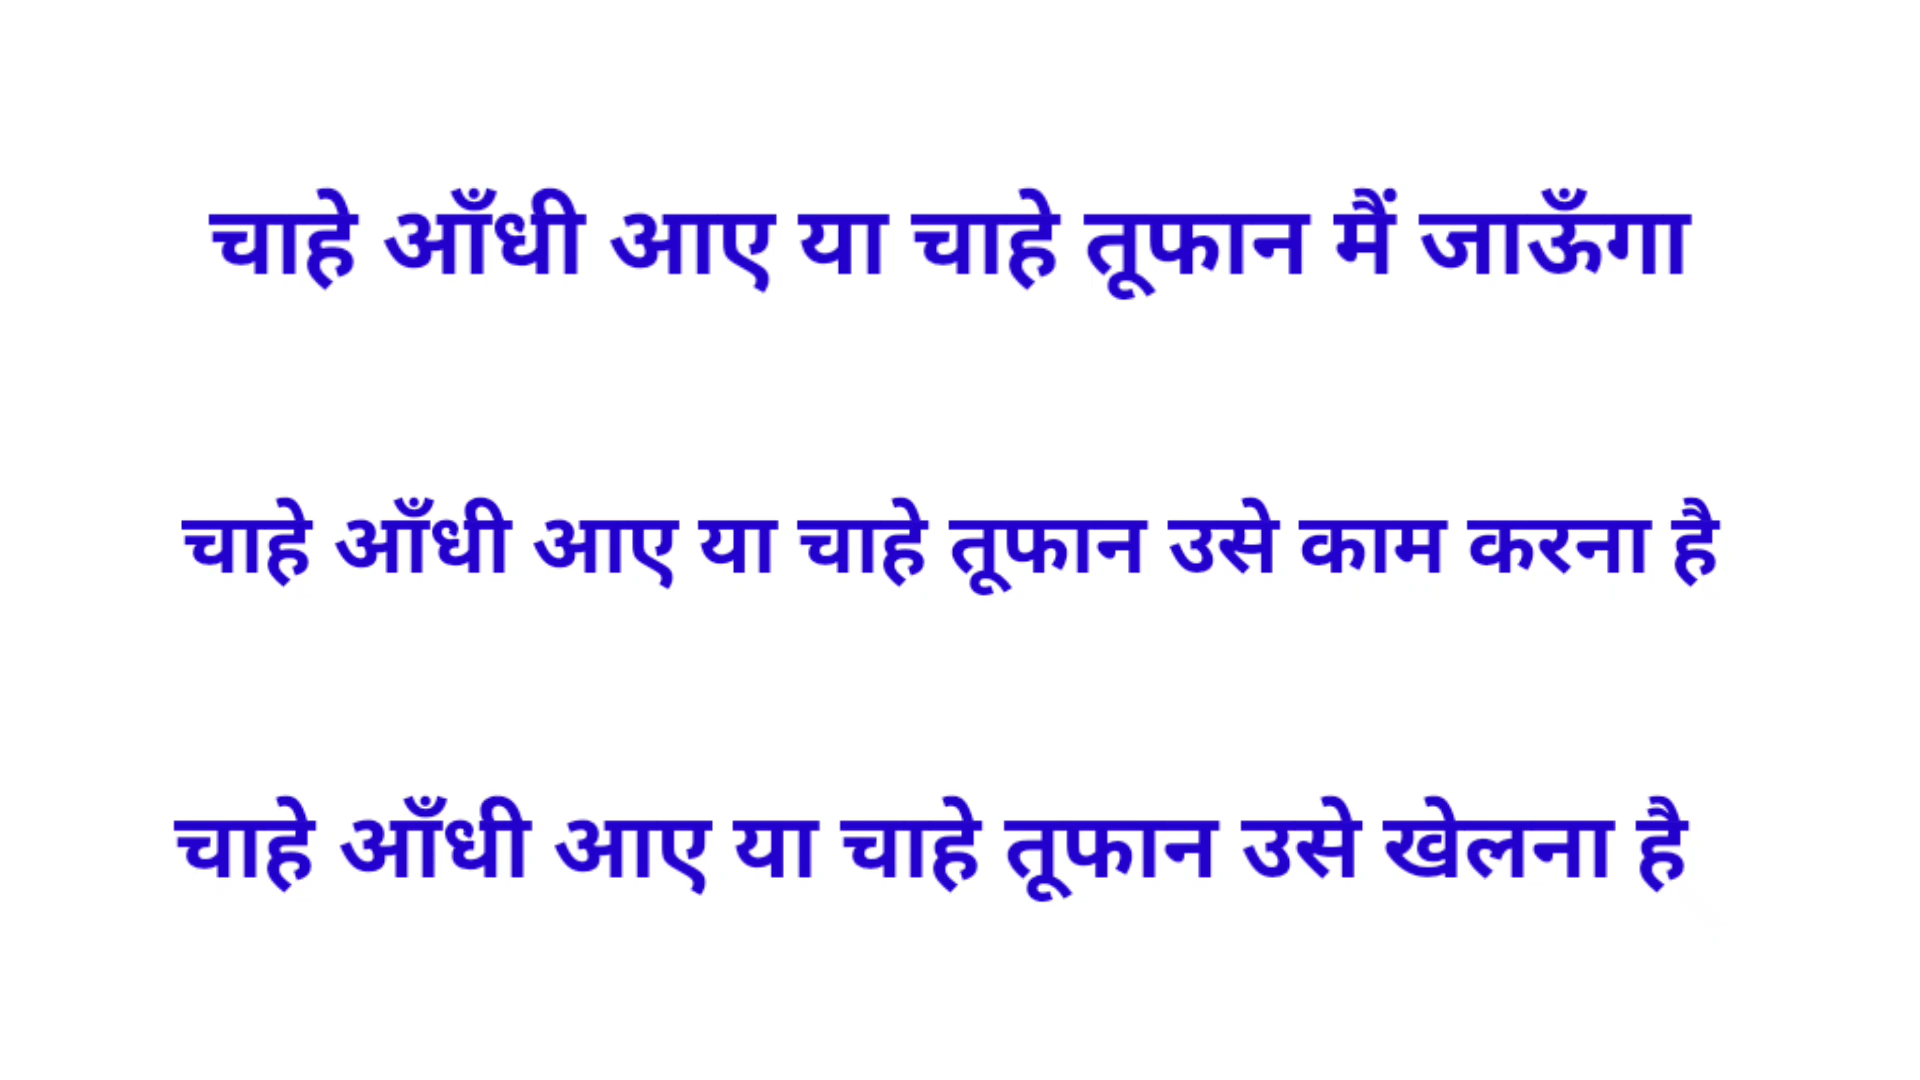 चाहे आँधी आए या चाहे तूफान मैं जाऊँगा
चाहे आँधी आए या चाहे तूफान उसे काम करना है
चाहे आँधी आए या चाहे तूफान उसे खेलना है